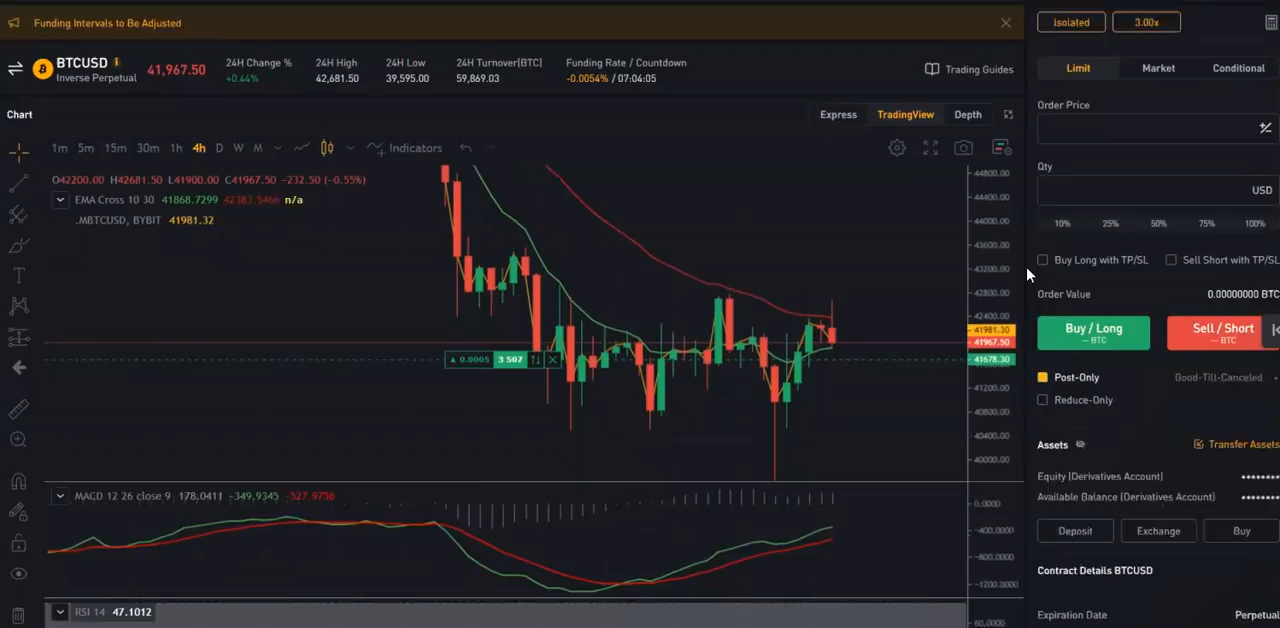 Funding Intervals to Be Adjusted
BTCUSD
Inverse Perpetual
41,967.50
24H Change %
+0.44%
24H High
42,681.50
24H Low
39,595.00
24H Turnover(BTC)
59,869.03
Funding Rate / Countdown
-0.0054% / 07:04:05
Trading Guides
Chart
Express TradingView Depth
1m 5m 15m 30m 1h 4h D W M Indicators
O42200.00 H42681.50 L41900.00 C41967.50 -232.50 (-0.55%)
EMA Cross 10 30 41868.7299 42383.5466 n/a
.MBTCUSD, BYBIT 41981.32
0.0005 3 507
44800.00
44400.00
44000.00
43600.00
43200.00
42800.00
42400.00
41981.30
41967.50
41678.30
41200.00
40800.00
40400.00
40000.00
MACD 12 26 close 9 178.0411 -349.9345 -527.9756
0.0000
-400.0000
-800.0000
-1200.0000
RSI 14 47.1012
60.0000
Isolated 3.00x
Limit Market Conditional
Order Price
Qty
USD
10% 25% 50% 75% 100%
Buy Long with TP/SL Sell Short with TP/SL
Order Value 0.00000000 BTC
Buy / Long
— BTC
Sell / Short
— BTC
Post-Only Good-Till-Canceled
Reduce-Only
Assets Transfer Assets
Equity (Derivatives Account) ********
Available Balance (Derivatives Account) ********
Deposit Exchange Buy
Contract Details BTCUSD
Expiration Date Perpetual